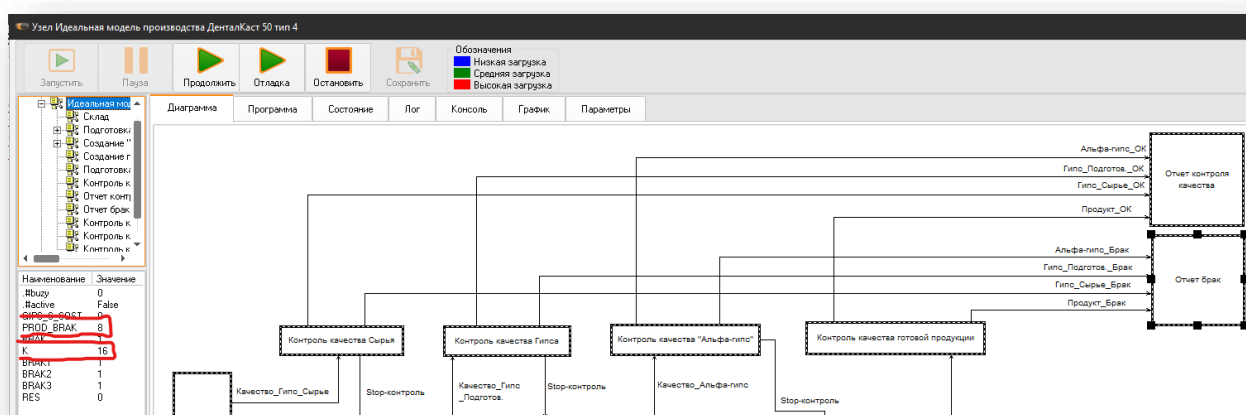 Узел Идеальная модель производства ДенталКаст 50 тип 4
Запустить Пауза Продолжить Отладка Остановить Сохранить
Обозначения
Низкая загрузка
Средняя загрузка
Высокая загрузка
Идеальная мод
Склад
Подготовка
Создание "
Создание г
Подготовка
Контроль к
Отчет конт
Отчет брак
Контроль к
Контроль к
Контроль к
Наименование Значение
.#buzy 0
.#active False
GIPS_S_COST 0
PROD_BRAK 8
BRAK 1
K 16
BRAK1 1
BRAK2 1
BRAK3 1
RES 0
Диаграмма Программа Состояние Лог Консоль График Параметры
Альфа-гипс_ОК
Гипс_Подготов._ОК
Гипс_Сырье_ОК
Продукт_ОК
Отчет контроля
качества
Альфа-гипс_Брак
Гипс_Подготов._Брак
Гипс_Сырье_Брак
Продукт_Брак
Отчет брак
Контроль качества Сырья
Контроль качества Гипса
Контроль качества "Альфа-гипс"
Контроль качества готовой продукции
Качество_Гипс_Сырье
Stop-контроль
Качество_Гипс
_Подготов.
Stop-контроль
Качество_Альфа-гипс
Stop-контроль